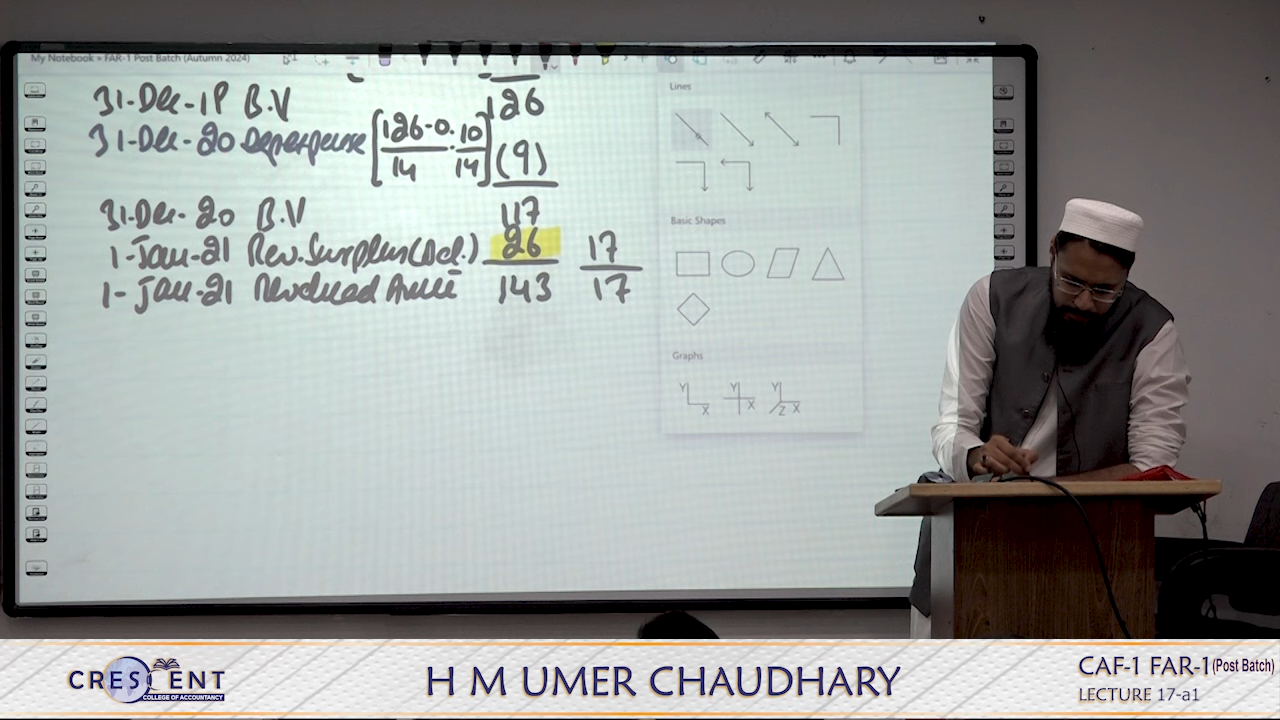 My Notebook » FAR-1 Post Batch (Autumn 2024)
31-Dec-19 B.V 126
31-Dec-20 Dep expense [126-0/14 · 10/14] (9)
31-Dec-20 B.V 117
1-Jan-21 Rev. Surplus (Bal.) 26 17
1-Jan-21 Revalued Amt 143 17
Lines
Basic Shapes
Graphs
Y X Y X Y Z X
CRESCENT
COLLEGE OF ACCOUNTANCY
H M UMER CHAUDHARY
CAF-1 FAR-1 (Post Batch)
LECTURE 17-a1